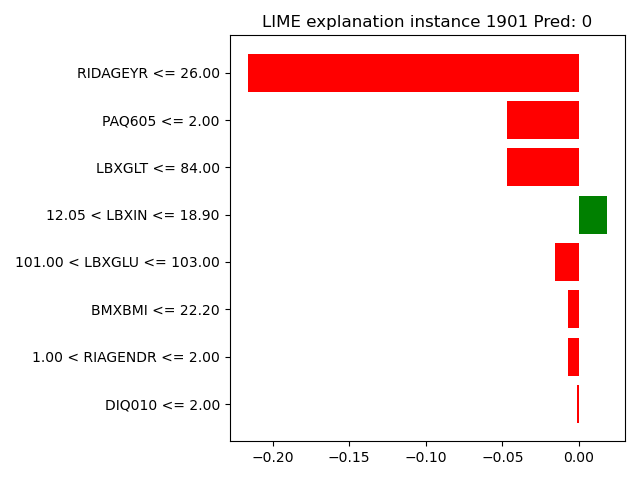 LIME explanation instance 1901 Pred: 0
RIDAGEYR <= 26.00
PAQ605 <= 2.00
LBXGLT <= 84.00
12.05 < LBXIN <= 18.90
101.00 < LBXGLU <= 103.00
BMXBMI <= 22.20
1.00 < RIAGENDR <= 2.00
DIQ010 <= 2.00
−0.20 −0.15 −0.10 −0.05 0.00